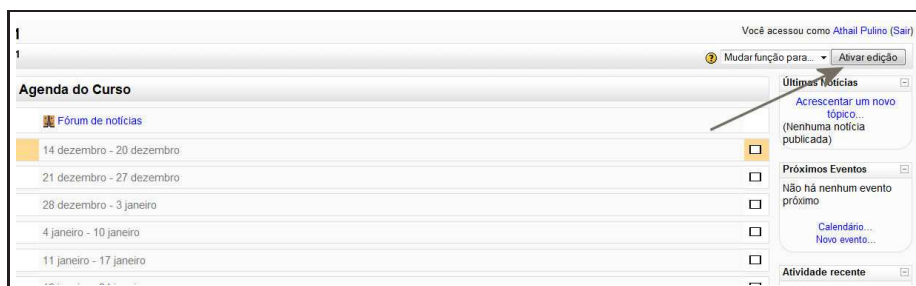 Você acessou como Athail Pulino (Sair)
Mudar função para... Ativar edição
Agenda do Curso
Fórum de notícias
14 dezembro - 20 dezembro
21 dezembro - 27 dezembro
28 dezembro - 3 janeiro
4 janeiro - 10 janeiro
11 janeiro - 17 janeiro
Últimas Notícias
Acrescentar um novo
tópico...
(Nenhuma notícia
publicada)
Próximos Eventos
Não há nenhum evento
próximo
Calendário...
Novo evento...
Atividade recente